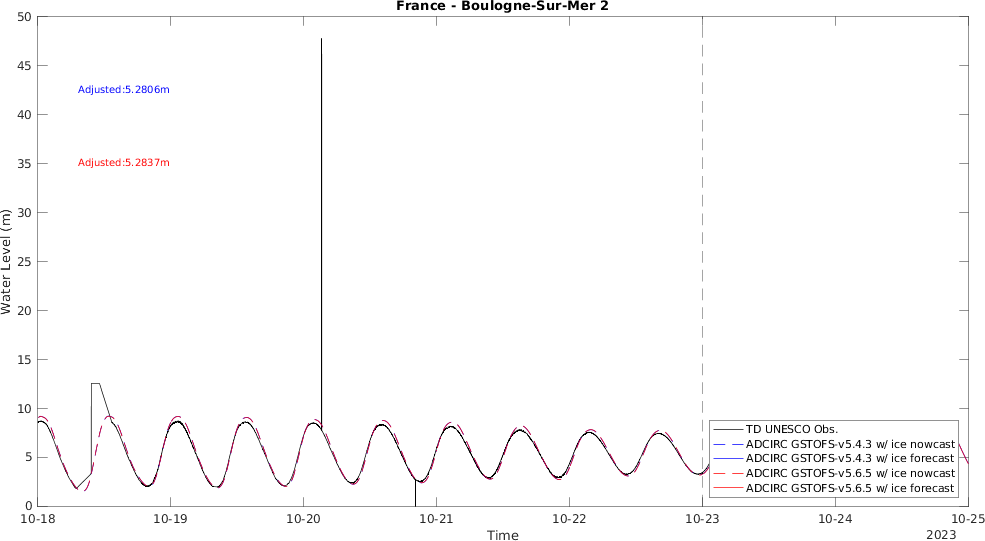 France - Boulogne-Sur-Mer 2
50
45
40
35
30
25
20
15
10
5
0
Water Level (m)
Adjusted:5.2806m
Adjusted:5.2837m
TD UNESCO Obs.
ADCIRC GSTOFS-v5.4.3 w/ ice nowcast
ADCIRC GSTOFS-v5.4.3 w/ ice forecast
ADCIRC GSTOFS-v5.6.5 w/ ice nowcast
ADCIRC GSTOFS-v5.6.5 w/ ice forecast
10-18 10-19 10-20 10-21 10-22 10-23 10-24 10-25
Time
2023